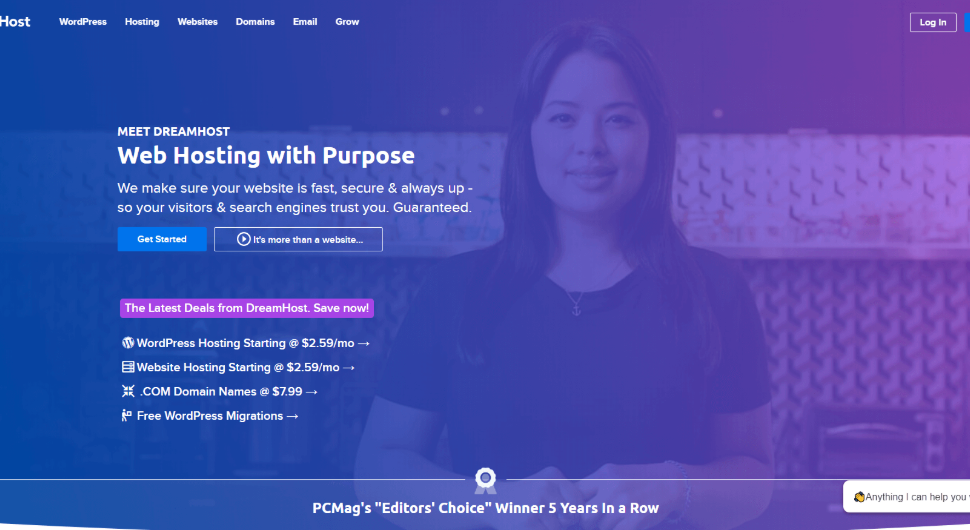 Host
WordPress Hosting Websites Domains Email Grow
Log In
MEET DREAMHOST
Web Hosting with Purpose
We make sure your website is fast, secure & always up -
so your visitors & search engines trust you. Guaranteed.
Get Started
It's more than a website...
The Latest Deals from DreamHost. Save now!
WordPress Hosting Starting @ $2.59/mo →
Website Hosting Starting @ $2.59/mo →
.COM Domain Names @ $7.99 →
Free WordPress Migrations →
PCMag's "Editors' Choice" Winner 5 Years In a Row
Anything I can help you